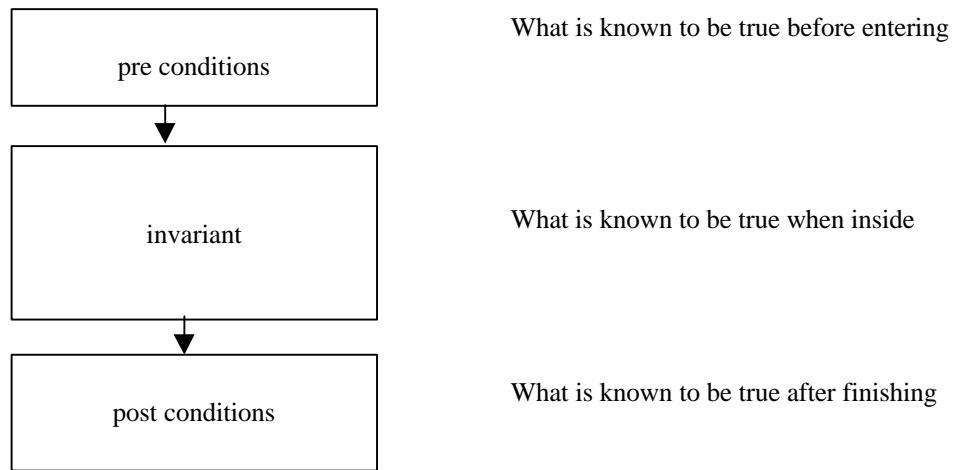 What is known to be true before entering
pre conditions
What is known to be true when inside
invariant
What is known to be true after finishing
post conditions